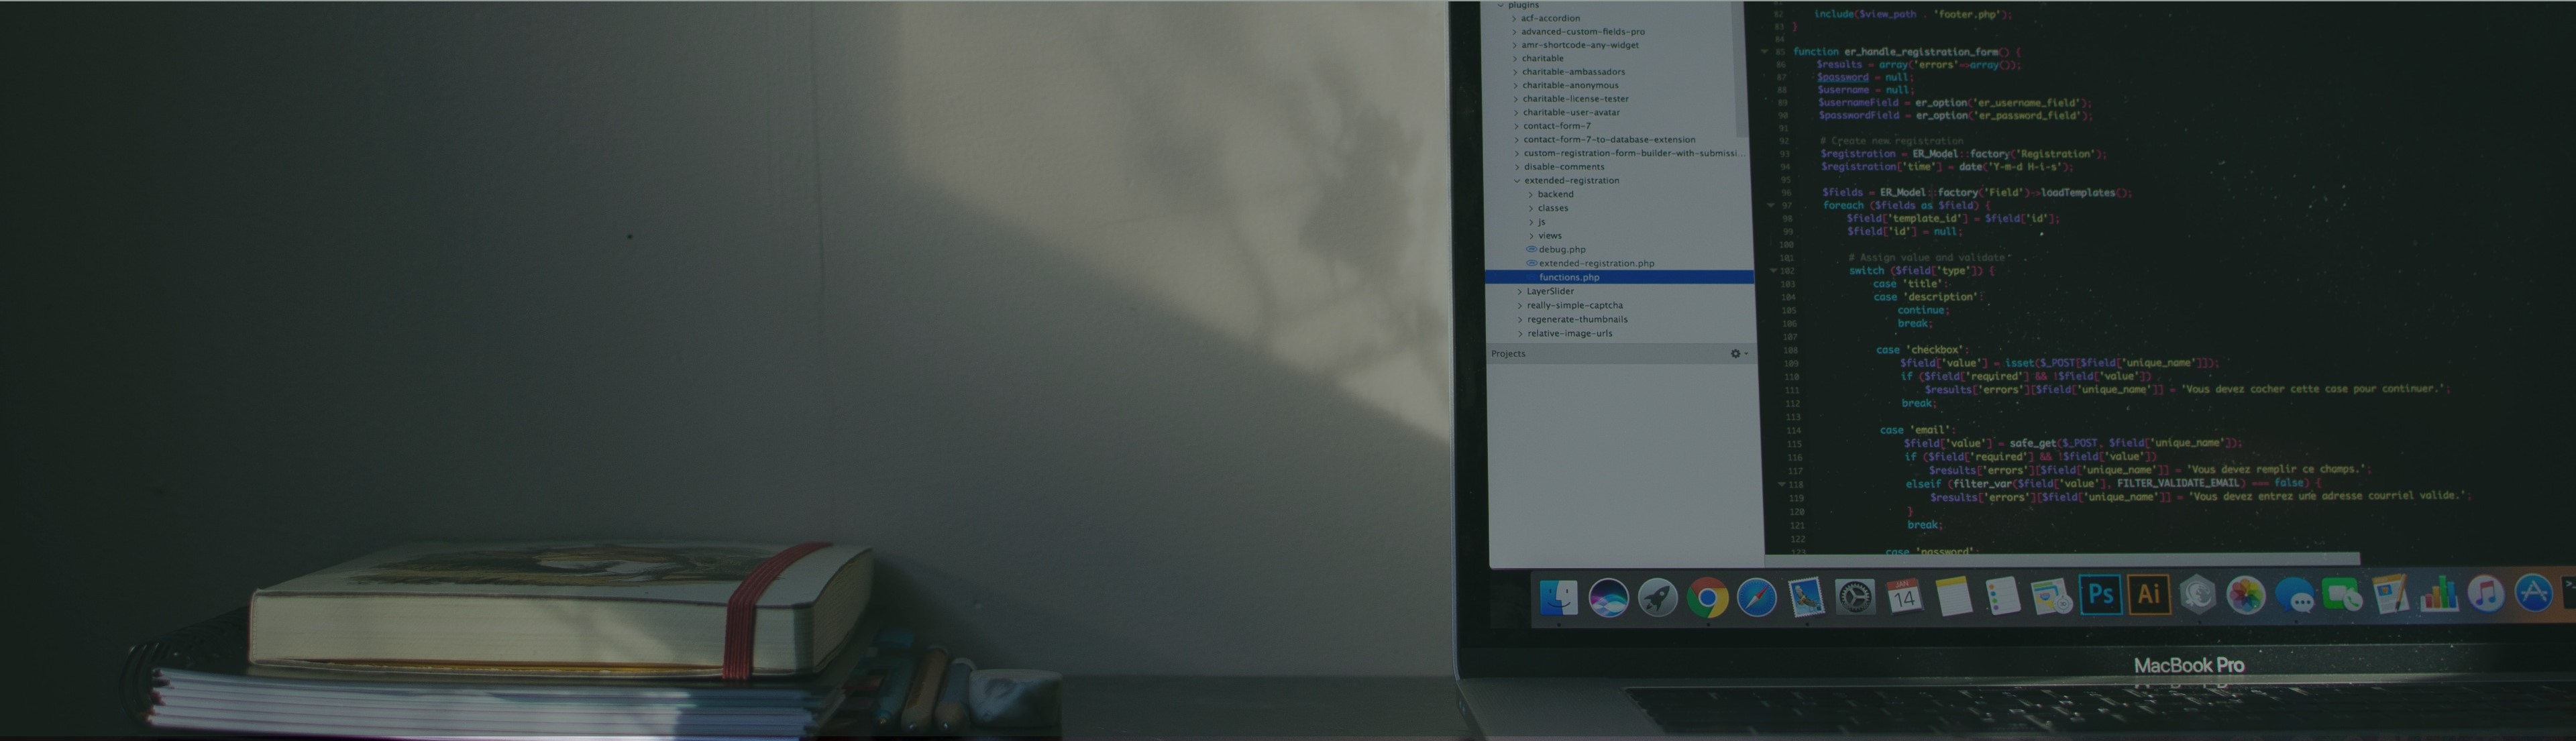 plugins
acf-accordion
advanced-custom-fields-pro
amr-shortcode-any-widget
charitable
charitable-ambassadors
charitable-anonymous
charitable-license-tester
charitable-user-avatar
contact-form-7
contact-form-7-to-database-extension
custom-registration-form-builder-with-submissi...
disable-comments
extended-registration
backend
classes
js
views
debug.php
extended-registration.php
functions.php
LayerSlider
really-simple-captcha
regenerate-thumbnails
relative-image-urls
Projects
82 include($view_path . 'footer.php');
83 }
84
85 function er_handle_registration_form() {
86 $results = array('errors'=>array());
87 $password = null;
88 $username = null;
89 $usernameField = er_option('er_username_field');
90 $passwordField = er_option('er_password_field');
91
92 # Create new registration
93 $registration = ER_Model::factory('Registration');
94 $registration['time'] = date('Y-m-d H-i-s');
95
96 $fields = ER_Model::factory('Field')->loadTemplates();
97 foreach ($fields as $field) {
98 $field['template_id'] = $field['id'];
99 $field['id'] = null;
100
101 # Assign value and validate
102 switch ($field['type']) {
103 case 'title':
104 case 'description':
105 continue;
106 break;
107
108 case 'checkbox':
109 $field['value'] = isset($_POST[$field['unique_name']]);
110 if ($field['required'] && !$field['value'])
111 $results['errors'][$field['unique_name']] = 'Vous devez cocher cette case pour continuer.';
112 break;
113
114 case 'email':
115 $field['value'] = safe_get($_POST, $field['unique_name']);
116 if ($field['required'] && !$field['value'])
117 $results['errors'][$field['unique_name']] = 'Vous devez remplir ce champs.';
118 elseif (filter_var($field['value'], FILTER_VALIDATE_EMAIL) === false) {
119 $results['errors'][$field['unique_name']] = 'Vous devez entrez une adresse courriel valide.';
120 }
121 break;
122
123 case 'password':
JAN
14
Ps
Ai
MacBook Pro